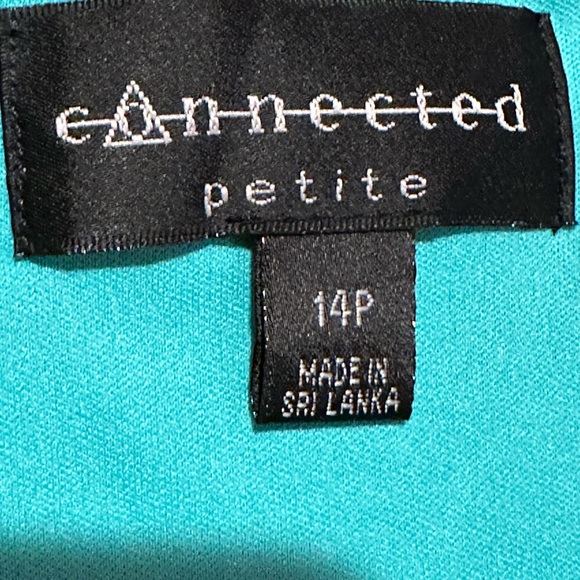 connected
petite
14P
MADE IN
SRI LANKA